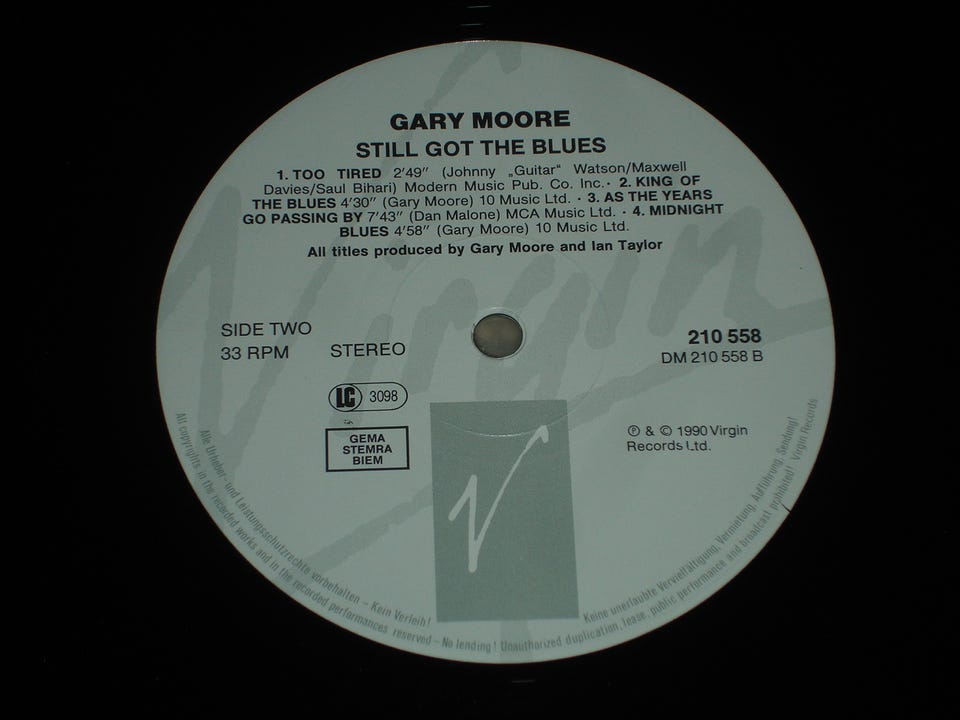 GARY MOORE
STILL GOT THE BLUES
1. TOO TIRED 2'49" (Johnny „Guitar“ Watson/Maxwell
Davies/Saul Bihari) Modern Music Pub. Co. Inc. · 2. KING OF
THE BLUES 4'30" (Gary Moore) 10 Music Ltd. · 3. AS THE YEARS
GO PASSING BY 7'43" (Dan Malone) MCA Music Ltd. · 4. MIDNIGHT
BLUES 4'58" (Gary Moore) 10 Music Ltd.
All titles produced by Gary Moore and Ian Taylor
Virgin
SIDE TWO
33 RPM
STEREO
210 558
DM 210 558 B
LC 3098
GEMA
STEMRA
BIEM
℗ & © 1990 Virgin
Records Ltd.
V
Alle Urheber- und Leistungsschutzrechte vorbehalten – Kein Verleih! Keine unerlaubte Vervielfältigung, Vermietung, Aufführung, Sendung!
All copyrights in the recorded works and in the recorded performances reserved – No lending! Unauthorized duplication, lease, public performance and broadcast prohibited! Virgin Records